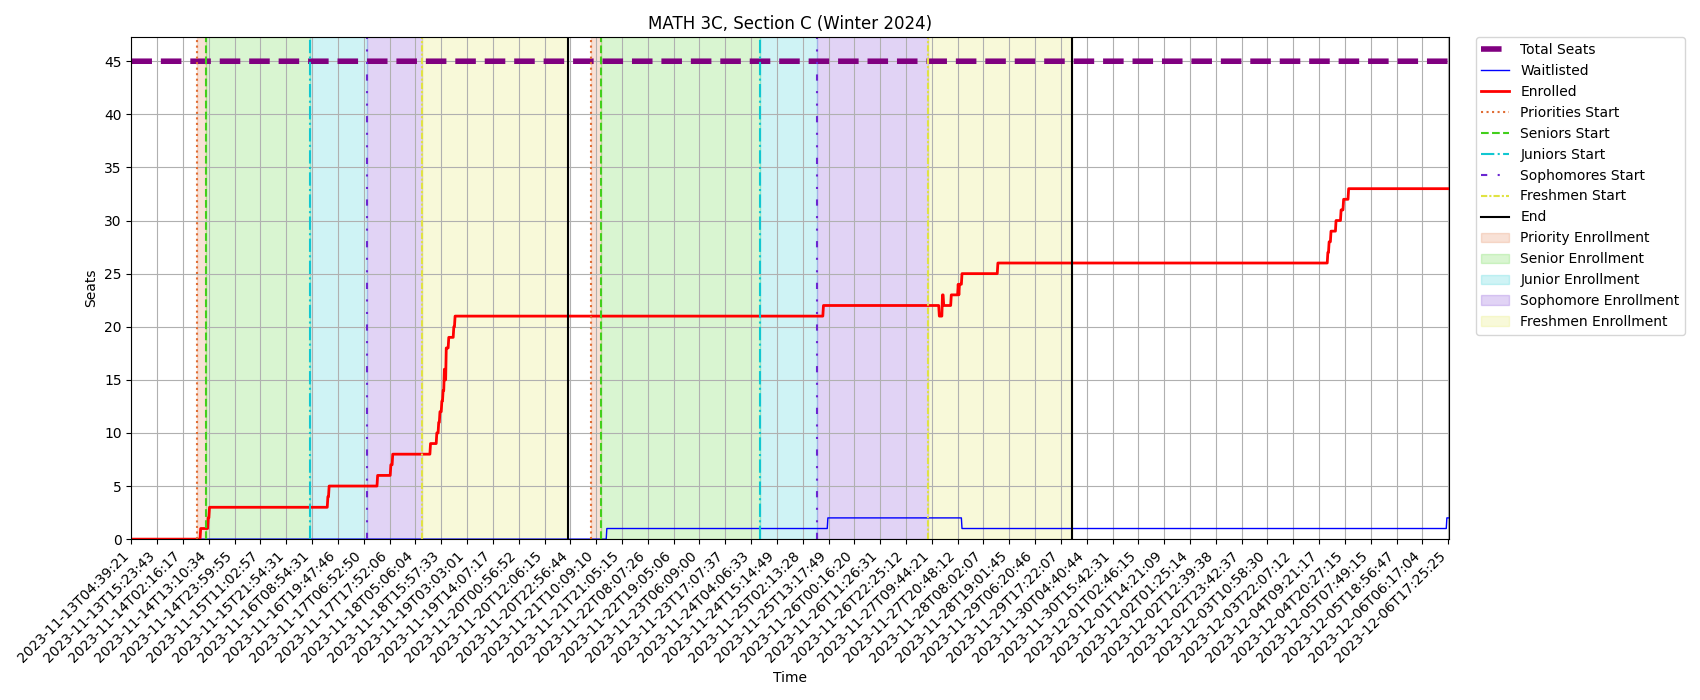 MATH 3C, Section C (Winter 2024)
45
40
35
30
25
20
15
10
5
0
Seats
2023-11-13T04:39:21
2023-11-13T15:23:43
2023-11-14T02:16:17
2023-11-14T13:10:34
2023-11-14T23:59:55
2023-11-15T11:02:57
2023-11-15T21:54:31
2023-11-16T08:54:31
2023-11-16T19:47:46
2023-11-17T06:52:50
2023-11-17T17:52:06
2023-11-18T05:06:04
2023-11-18T15:57:33
2023-11-19T03:03:01
2023-11-19T14:07:17
2023-11-20T00:56:52
2023-11-20T12:06:15
2023-11-20T22:56:44
2023-11-21T10:09:10
2023-11-21T21:05:15
2023-11-22T08:07:26
2023-11-22T19:05:06
2023-11-23T06:09:00
2023-11-23T17:07:37
2023-11-24T04:06:33
2023-11-24T15:14:49
2023-11-25T02:13:28
2023-11-25T13:17:49
2023-11-26T00:16:20
2023-11-26T11:26:31
2023-11-26T22:25:12
2023-11-27T09:44:21
2023-11-27T20:48:12
2023-11-28T08:02:07
2023-11-28T19:01:45
2023-11-29T06:20:46
2023-11-29T17:22:07
2023-11-30T04:40:44
2023-11-30T15:42:31
2023-12-01T02:46:15
2023-12-01T14:21:09
2023-12-02T01:25:14
2023-12-02T12:39:38
2023-12-02T23:42:37
2023-12-03T10:58:30
2023-12-03T22:07:12
2023-12-04T09:21:17
2023-12-04T20:27:15
2023-12-05T07:49:15
2023-12-05T18:56:47
2023-12-06T06:17:04
2023-12-06T17:25:25
Time
Total Seats
Waitlisted
Enrolled
Priorities Start
Seniors Start
Juniors Start
Sophomores Start
Freshmen Start
End
Priority Enrollment
Senior Enrollment
Junior Enrollment
Sophomore Enrollment
Freshmen Enrollment